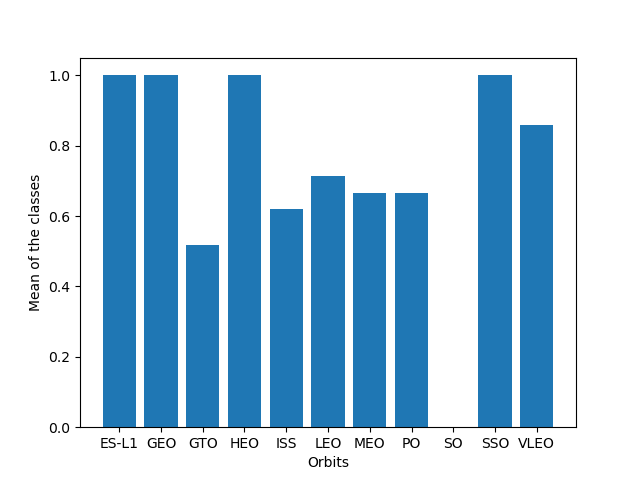 1.0
0.8
0.6
0.4
0.2
0.0
Mean of the classes
ES-L1 GEO GTO HEO ISS LEO MEO PO SO SSO VLEO
Orbits